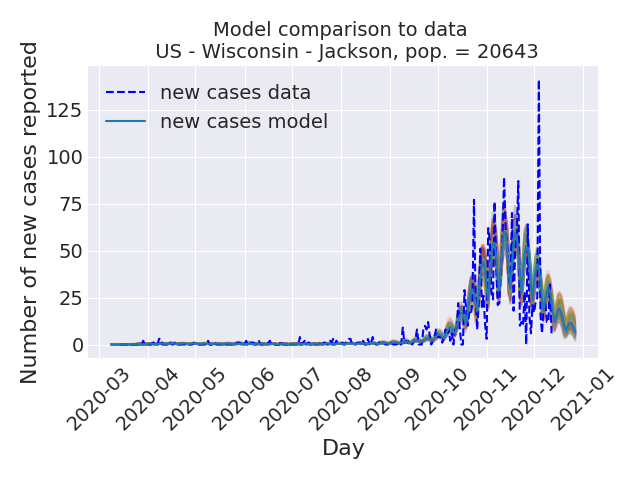 Model comparison to data
US - Wisconsin - Jackson, pop. = 20643
Number of new cases reported
125
100
75
50
25
0
new cases data
new cases model
2020-03
2020-04
2020-05
2020-06
2020-07
2020-08
2020-09
2020-10
2020-11
2020-12
2021-01
Day